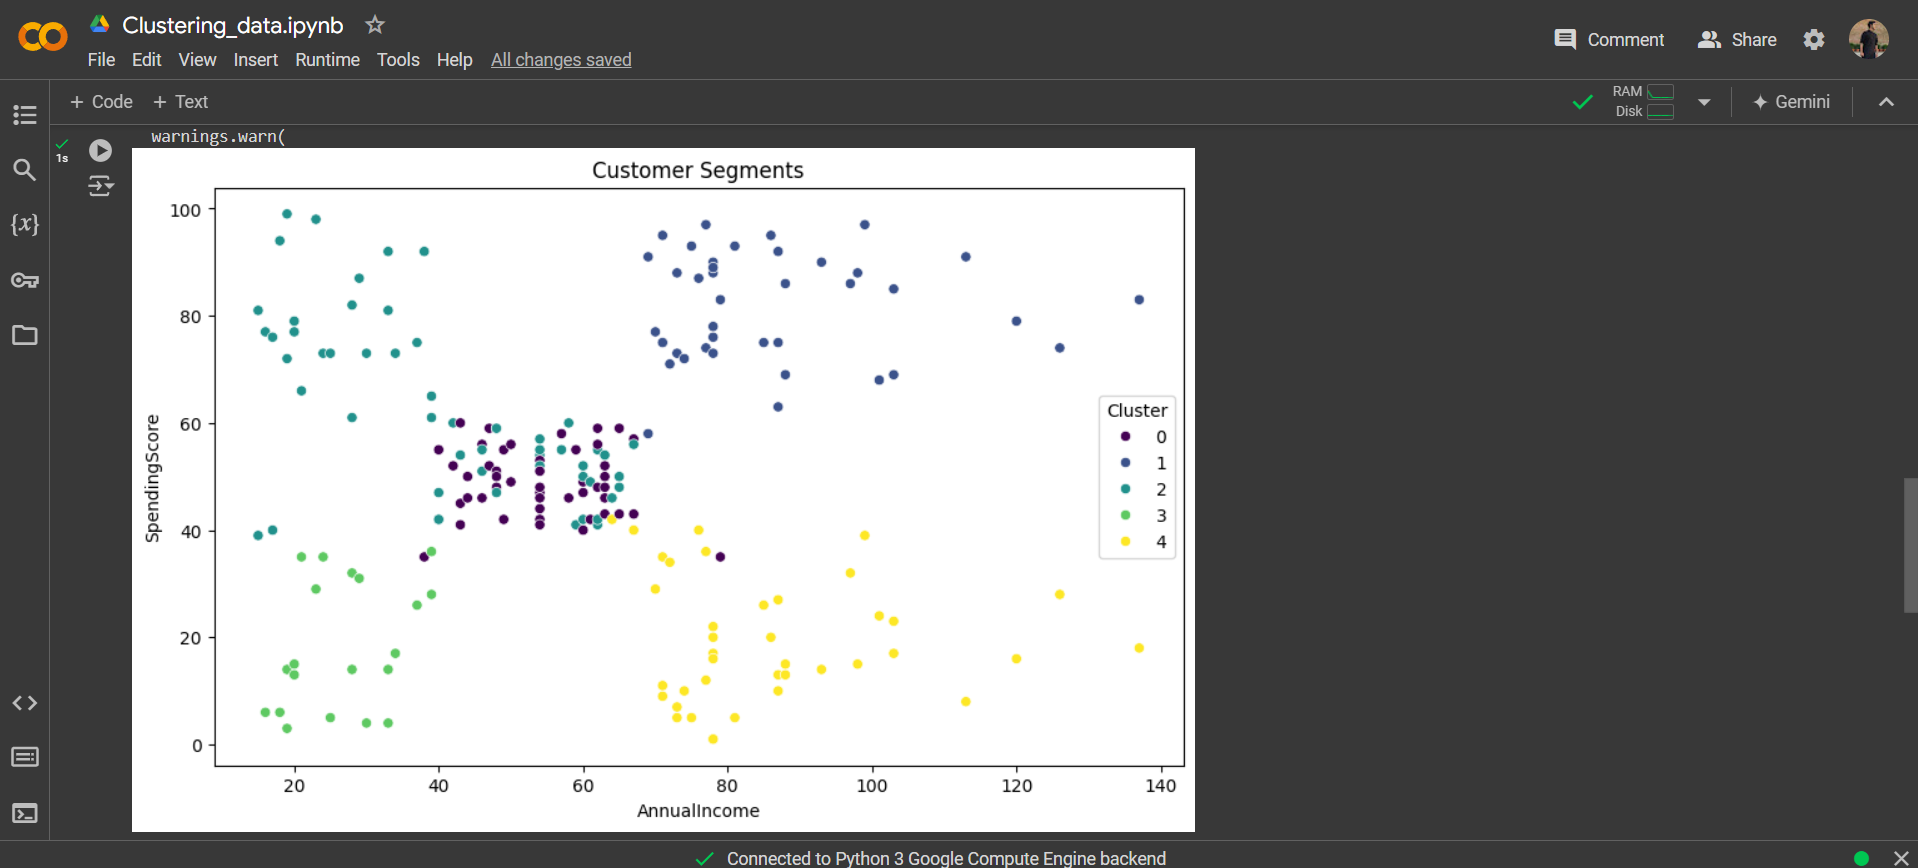 Clustering_data.ipynb
Comment
Share
File Edit View Insert Runtime Tools Help All changes saved
+ Code + Text
RAM
Disk
Gemini
warnings.warn(
1s
{x}
Customer Segments
100
80
60
40
20
0
SpendingScore
Cluster
0
1
2
3
4
20 40 60 80 100 120 140
AnnualIncome
Connected to Python 3 Google Compute Engine backend